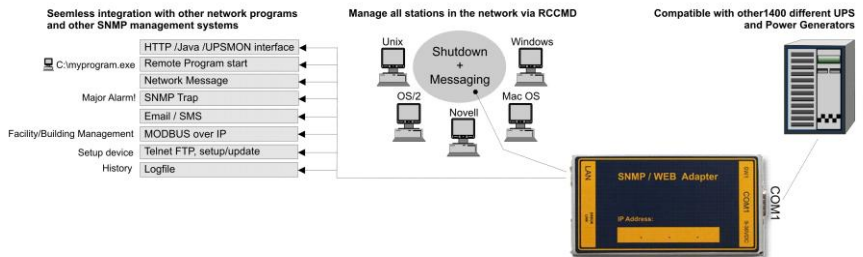 Seemless integration with other network programs
and other SNMP management systems
HTTP /Java /UPSMON interface
C:\myprogram.exe Remote Program start
Network Message
Major Alarm! SNMP Trap
Email / SMS
Facility/Building Management MODBUS over IP
Setup device Telnet FTP, setup/update
History Logfile
Manage all stations in the network via RCCMD
Unix
Windows
Shutdown
+
Messaging
OS/2
Mac OS
Novell
Compatible with other1400 different UPS
and Power Generators
LAN
SNMP / WEB Adapter
IP Address:
COM1
COM1